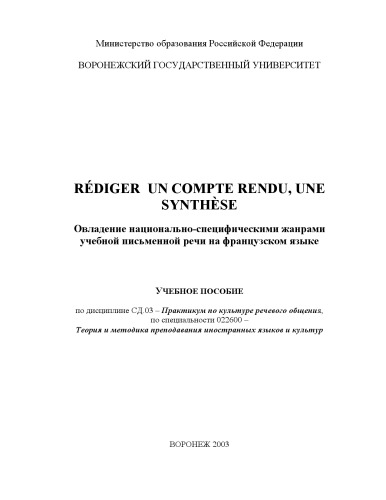 Министерство образования Российской Федерации
ВОРОНЕЖСКИЙ ГОСУДАРСТВЕННЫЙ УНИВЕРСИТЕТ
RÉDIGER UN COMPTE RENDU, UNE
SYNTHÈSE
Овладение национально-специфическими жанрами
учебной письменной речи на французском языке
УЧЕБНОЕ ПОСОБИЕ
по дисциплине СД.03 – Практикум по культуре речевого общения,
по специальности 022600 –
Теория и методика преподавания иностранных языков и культур
ВОРОНЕЖ 2003